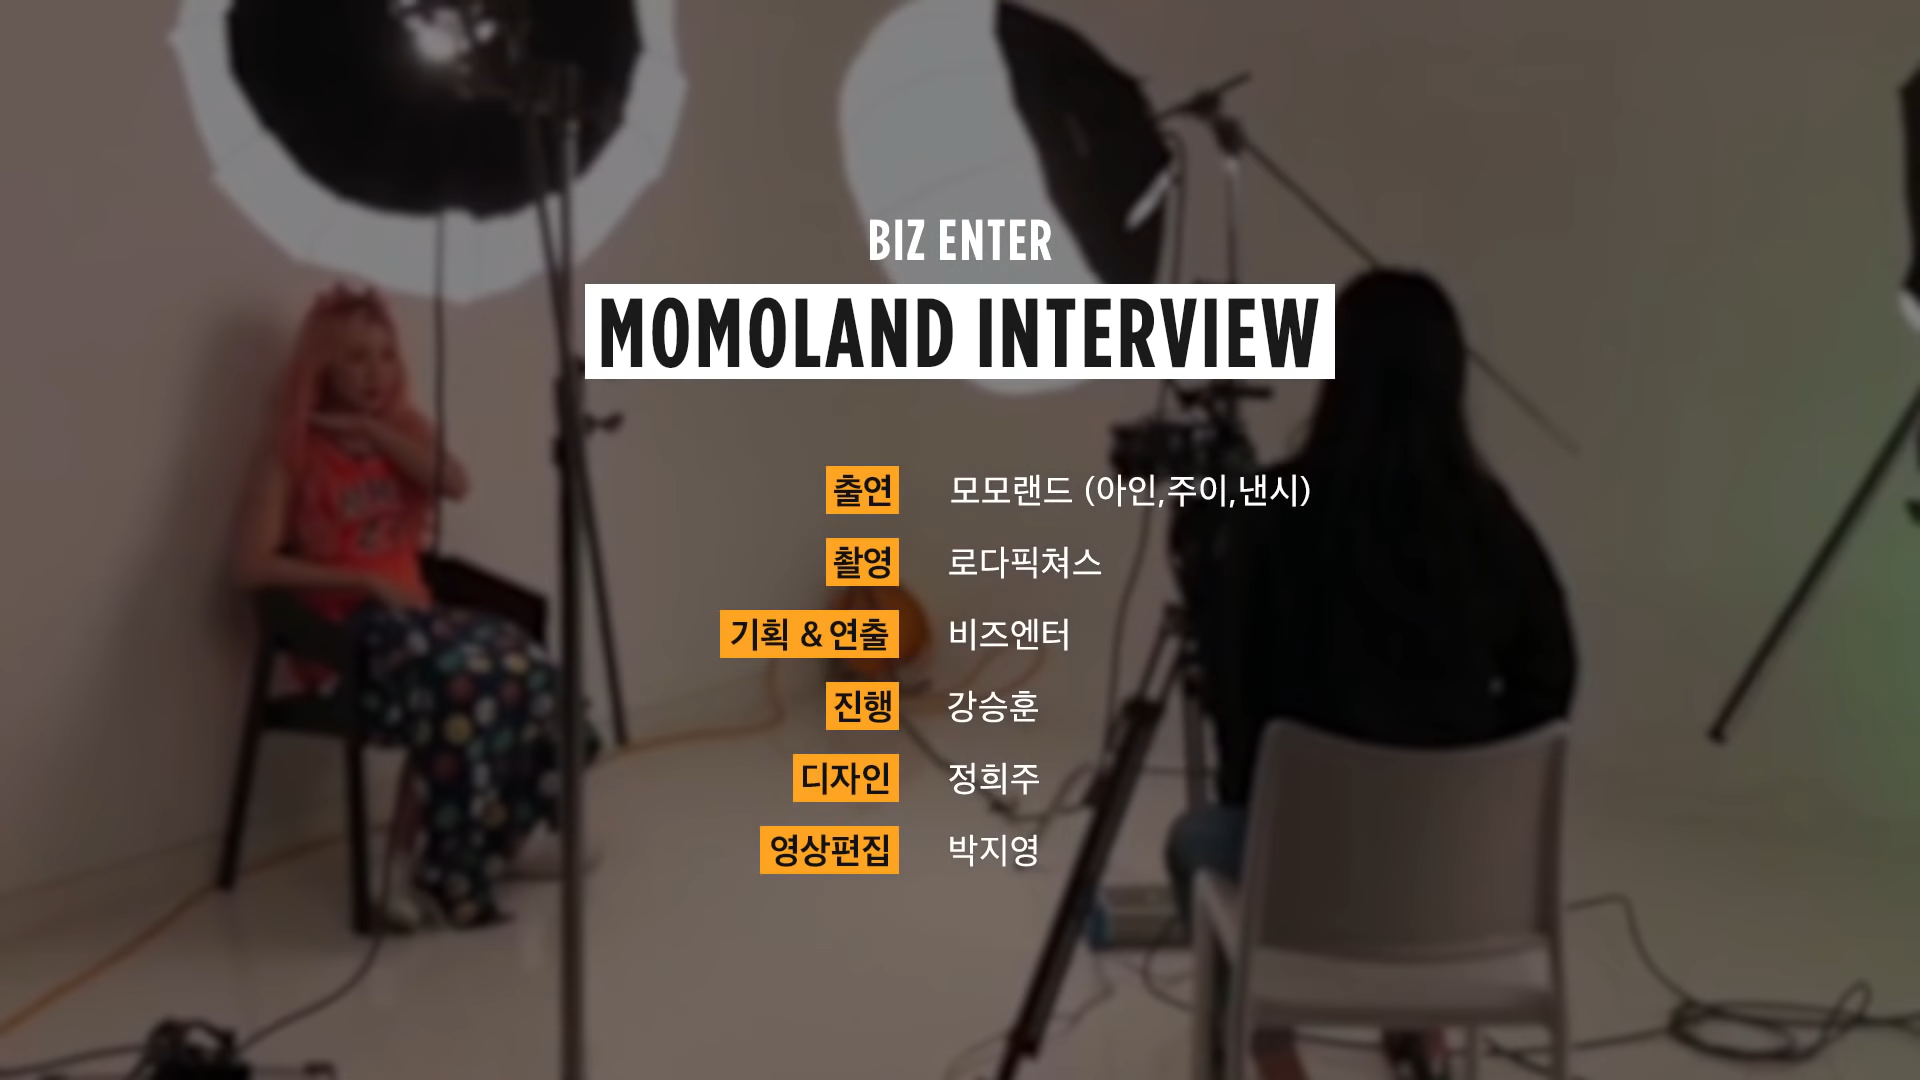 BIZ ENTER
MOMOLAND INTERVIEW
출연 모모랜드 (아인,주이,낸시)
촬영 로다픽쳐스
기획 & 연출 비즈엔터
진행 강승훈
디자인 정희주
영상편집 박지영